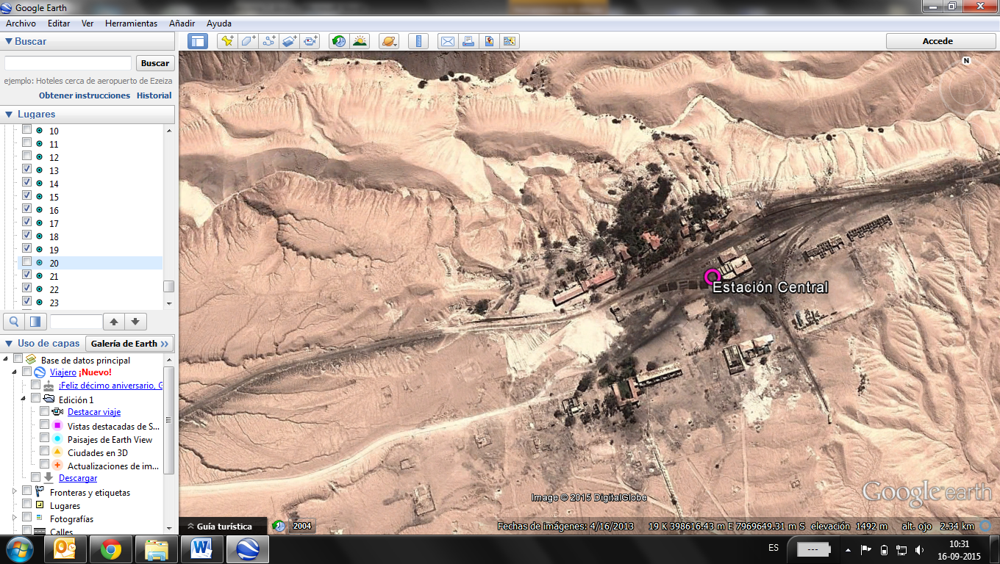 Google Earth
Archivo Editar Ver Herramientas Añadir Ayuda
Buscar
Buscar
ejemplo: Hoteles cerca de aeropuerto de Ezeiza
Obtener instrucciones Historial
Lugares
10
11
12
13
14
15
16
17
18
19
20
21
22
23
Uso de capas Galería de Earth >>
Base de datos principal
Viajero ¡Nuevo!
¡Feliz décimo aniversario, G
Edición 1
Destacar viaje
Vistas destacadas de S...
Paisajes de Earth View
Ciudades en 3D
Actualizaciones de im...
Descargar
Fronteras y etiquetas
Lugares
Fotografías
Calles
Accede
N
Estación Central
Google earth
Image © 2015 DigitalGlobe
Guía turística 2004 Fechas de imágenes: 4/16/2013 19 K 398616.43 m E 7969649.31 m S elevación 1492 m alt. ojo 2.34 km
ES
10:31
16-09-2015